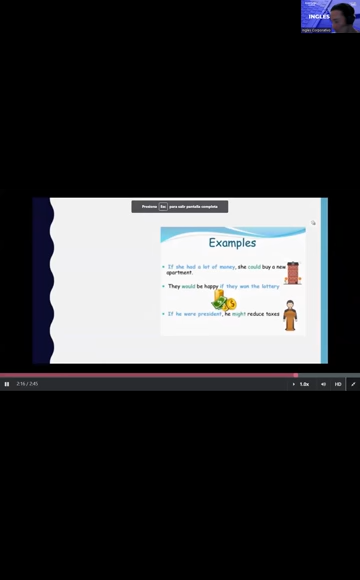 INGLES
Ingles Corporativo
Presiona Esc para salir pantalla completa
Examples
If she had a lot of money, she could buy a new
apartment.
They would be happy if they won the lottery
If he were president, he might reduce taxes
2:16 / 2:45
1.0x
HD